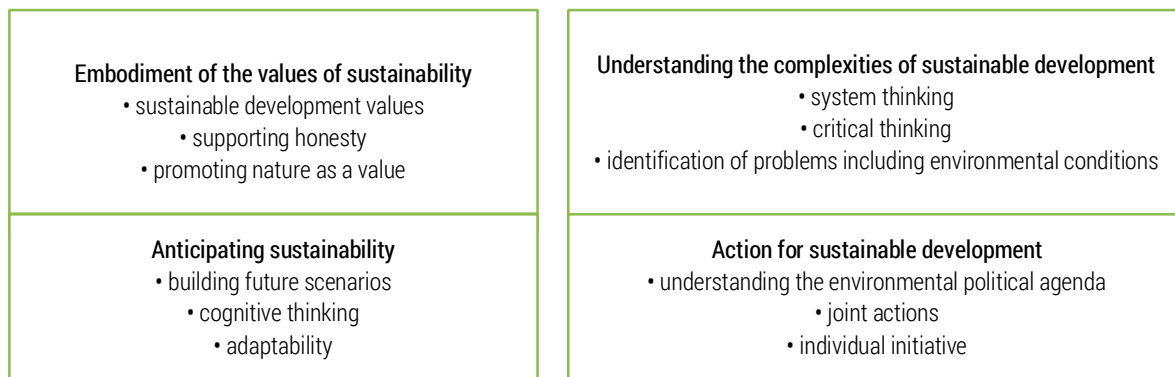 Embodiment of the values of sustainability
• sustainable development values
• supporting honesty
• promoting nature as a value
Understanding the complexities of sustainable development
• system thinking
• critical thinking
• identification of problems including environmental conditions
Anticipating sustainability
• building future scenarios
• cognitive thinking
• adaptability
Action for sustainable development
• understanding the environmental political agenda
• joint actions
• individual initiative